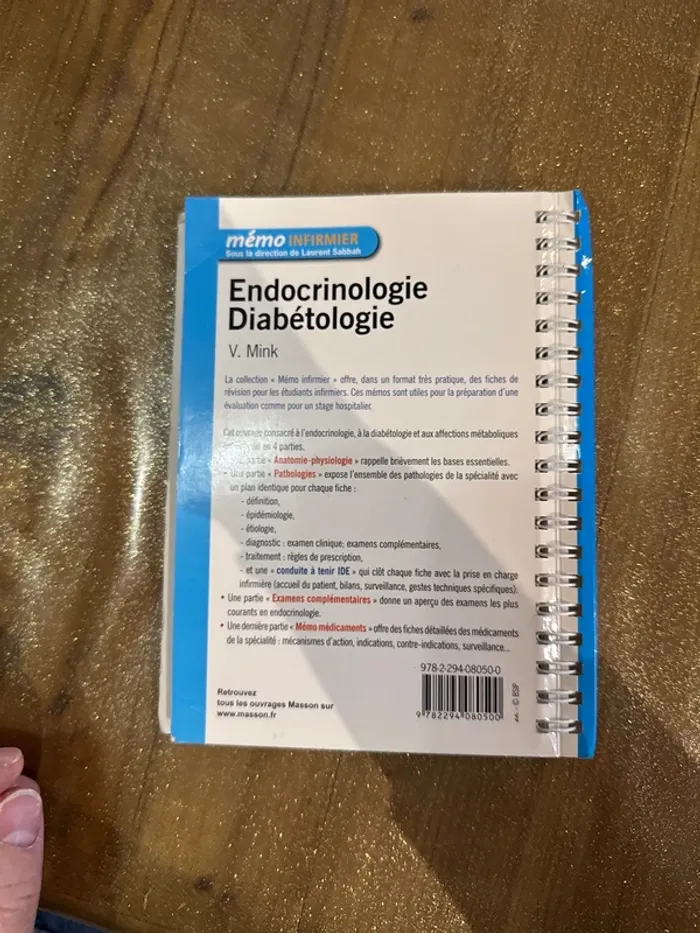 mémo INFIRMIER
Sous la direction de Laurent Sabbah
Endocrinologie
Diabétologie
V. Mink
La collection « Mémo infirmier » offre, dans un format très pratique, des fiches de
révision pour les étudiants infirmiers. Ces mémos sont utiles pour la préparation d'une
évaluation comme pour un stage hospitalier.
Cet ouvrage consacré à l'endocrinologie, à la diabétologie et aux affections métaboliques
en 4 parties.
partie « Anatomie-physiologie » rappelle brièvement les bases essentielles.
Une partie « Pathologies » expose l'ensemble des pathologies de la spécialité avec
un plan identique pour chaque fiche :
- définition,
- épidémiologie,
- étiologie,
- diagnostic : examen clinique; examens complémentaires,
- traitement : règles de prescription,
- et une « conduite à tenir IDE » qui clôt chaque fiche avec la prise en charge
infirmière (accueil du patient, bilans, surveillance, gestes techniques spécifiques).
• Une partie « Examens complémentaires » donne un aperçu des examens les plus
courants en endocrinologie.
• Une dernière partie « Mémo médicaments » offre des fiches détaillées des médicaments
de la spécialité : mécanismes d'action, indications, contre-indications, surveillance...
978-2-294-08050-0
9 782294 080500
© BSIP
Retrouvez
tous les ouvrages Masson sur
www.masson.fr